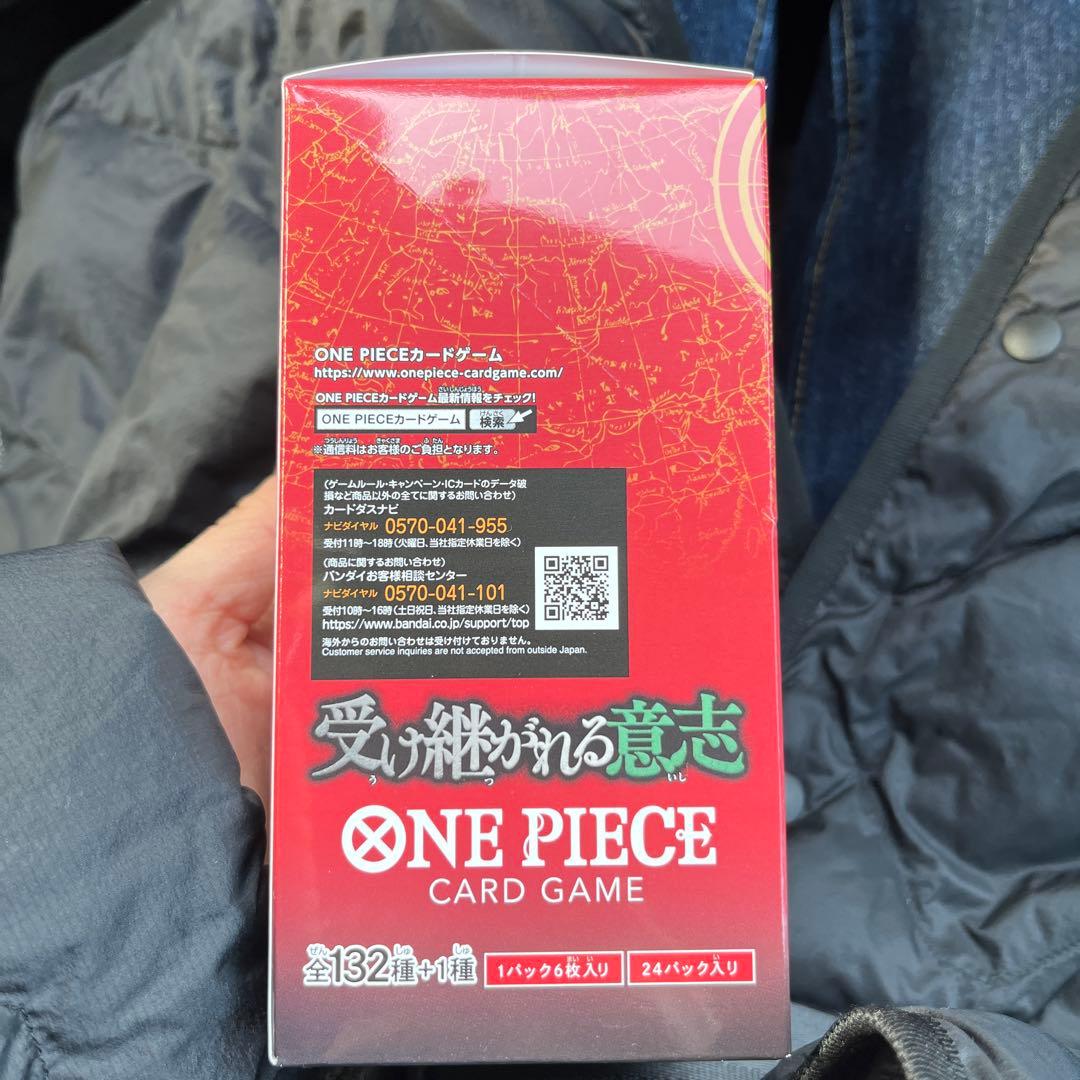 ONE PIECEカードゲーム
https://www.onepiece-cardgame.com/
ONE PIECEカードゲーム最新情報をチェック!
ONE PIECEカードゲーム 検索
※通信料はお客様のご負担となります。
(ゲームルール・キャンペーン・ICカードのデータ破
損など商品以外の全てに関するお問い合わせ)
カードダスナビ
ナビダイヤル 0570-041-955
受付11時~18時(火曜日、当社指定休業日を除く)
(商品に関するお問い合わせ)
バンダイお客様相談センター
ナビダイヤル 0570-041-101
受付10時~16時(土日祝日、当社指定休業日を除く)
https://www.bandai.co.jp/support/top
海外からのお問い合わせは受け付けておりません。
Customer service inquiries are not accepted from outside Japan.
受け継がれる意志
ONE PIECE
CARD GAME
全132種+1種 1パック6枚入り 24パック入り